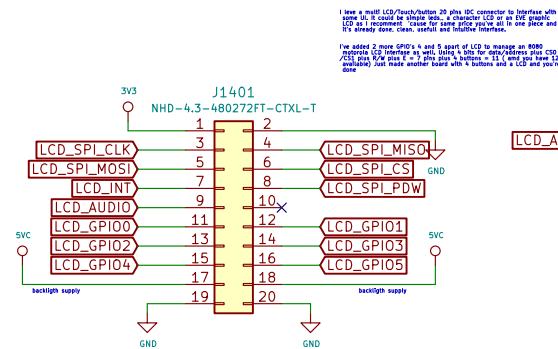 I leve a multi LCD/Touch/button 20 pins IDC connector to interfase with
some UI. It could be simple leds.. a character LCD or an EVE graphic
LCD as I recomment  'cause for same price you've all in one piece and
it's already done, clean, usefull and intuitive interfase.
I've added 2 more GPIO's 4 and 5 apart of LCD to manage an 8080
motorola LCD interfase as well. Using 4 bits for data/address plus CS0
/CS1 plus R/W plus E = 7 pins plus 4 buttons = 11 ( amd you have 12
available) Just made another board with 4 buttons and a LCD and you'r
done
J1401
NHD-4.3-480272FT-CTXL-T
3V3
1 2
LCD_SPI_CLK 3 4 LCD_SPI_MISO
LCD_A
LCD_SPI_MOSI 5 6 LCD_SPI_CS
GND
LCD_INT 7 8 LCD_SPI_PDW
LCD_AUDIO 9 10
LCD_GPIO0 11 12 LCD_GPIO1
5VC LCD_GPIO2 13 14 LCD_GPIO3 5VC
LCD_GPIO4 15 16 LCD_GPIO5
17 18
backligth supply backligth supply
19 20
GND GND